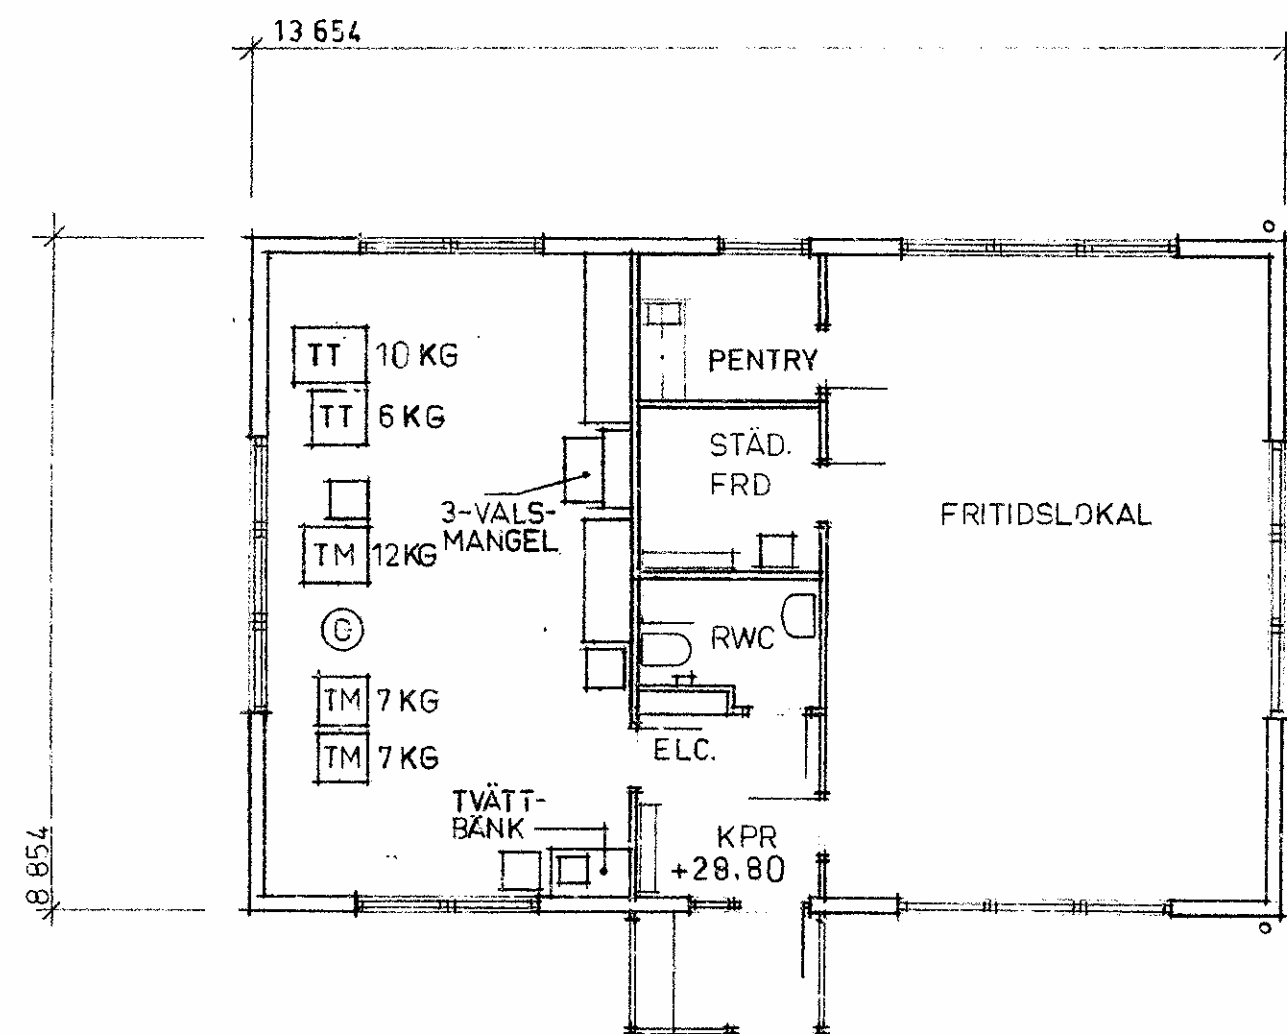 13 654
TT 10 KG
PENTRY
TT 6 KG
STÄD.
FRD
3-VALS-
MANGEL
FRITIDSLOKAL
TM 12KG
C
RWC
TM 7 KG
ELC.
TM 7 KG
TVÄTT-
BÄNK
KPR
+28.80
8 854